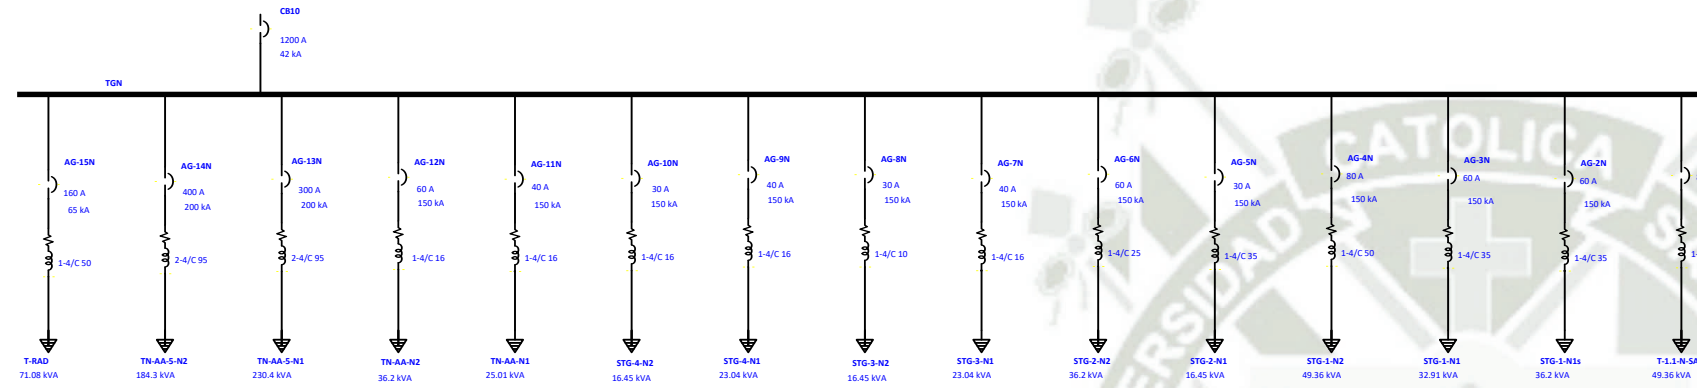 CB10
1200 A
42 kA
TGN
AG-15N
160 A
65 kA
1-4/C 50
T-RAD
71.08 kVA
AG-14N
400 A
200 kA
2-4/C 95
TN-AA-5-N2
184.3 kVA
AG-13N
300 A
200 kA
2-4/C 95
TN-AA-5-N1
230.4 kVA
AG-12N
60 A
150 kA
1-4/C 16
TN-AA-N2
36.2 kVA
AG-11N
40 A
150 kA
1-4/C 16
TN-AA-N1
25.01 kVA
AG-10N
30 A
150 kA
1-4/C 16
STG-4-N2
16.45 kVA
AG-9N
40 A
150 kA
1-4/C 16
STG-4-N1
23.04 kVA
AG-8N
30 A
150 kA
1-4/C 10
STG-3-N2
16.45 kVA
AG-7N
40 A
150 kA
1-4/C 16
STG-3-N1
23.04 kVA
AG-6N
60 A
150 kA
1-4/C 25
STG-2-N2
36.2 kVA
AG-5N
30 A
150 kA
1-4/C 35
STG-2-N1
16.45 kVA
AG-4N
80 A
150 kA
1-4/C 50
STG-1-N2
49.36 kVA
AG-3N
60 A
150 kA
1-4/C 35
STG-1-N1
32.91 kVA
AG-2N
60 A
150 kA
1-4/C 35
STG-1-N1s
36.2 kVA
T-1.1-N-SA
49.36 kVA
CATOLICA